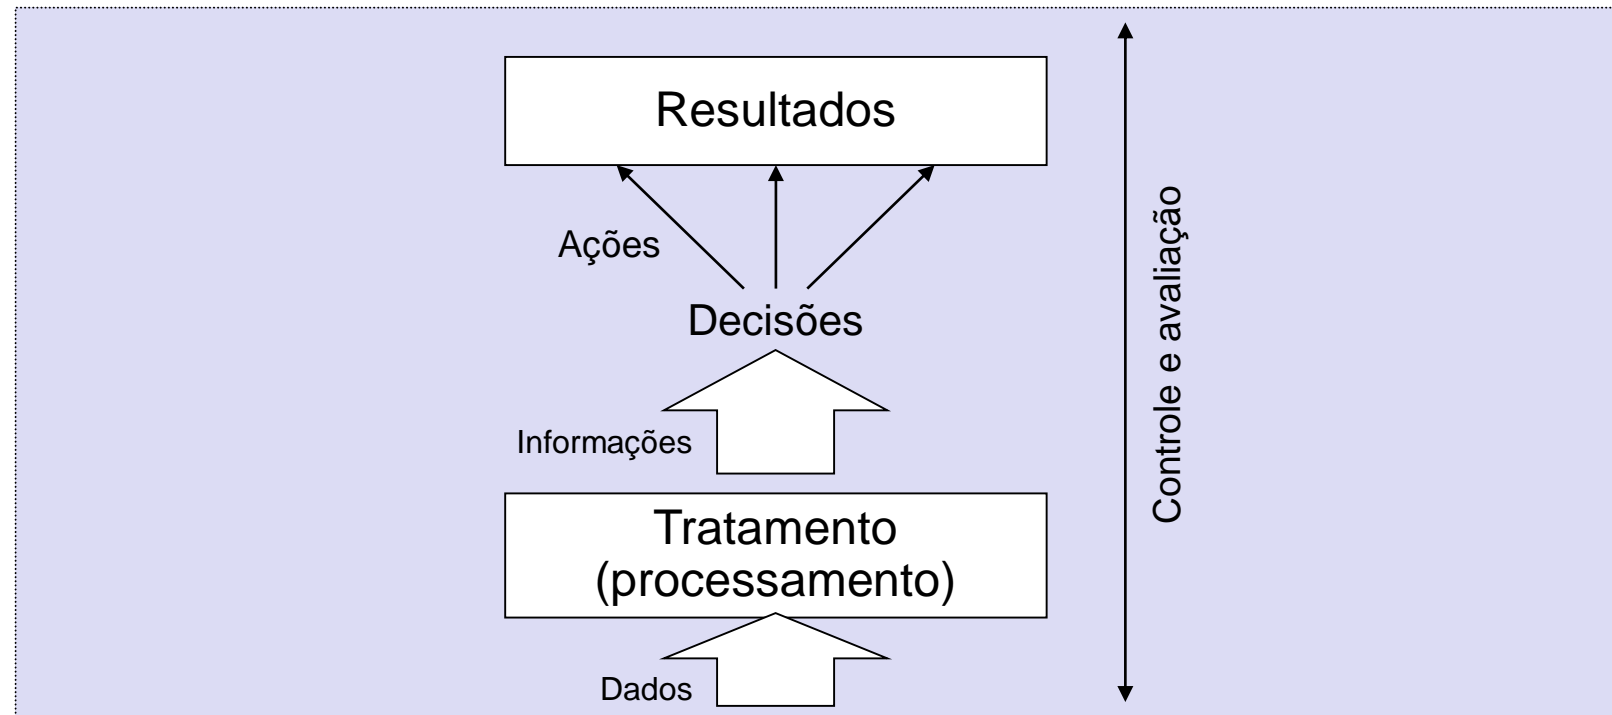 Resultados
Ações
Decisões
Informações
Tratamento
(processamento)
Dados
Controle e avaliação